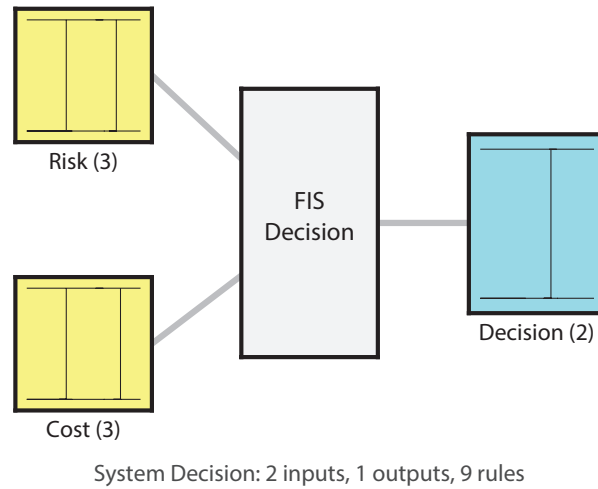 Risk (3)
FIS
Decision
Decision (2)
Cost (3)
System Decision: 2 inputs, 1 outputs, 9 rules